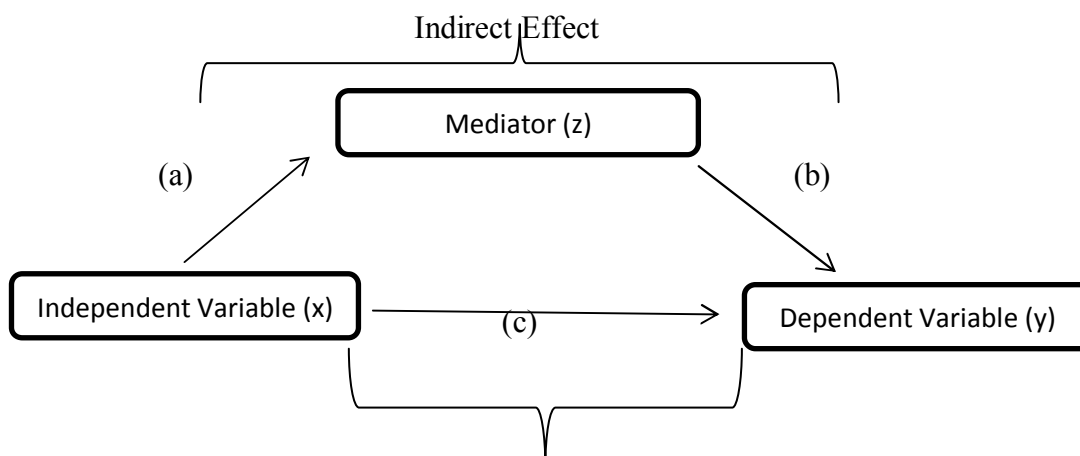 Indirect Effect
Mediator (z)
(a)
(b)
Independent Variable (x)
(c)
Dependent Variable (y)